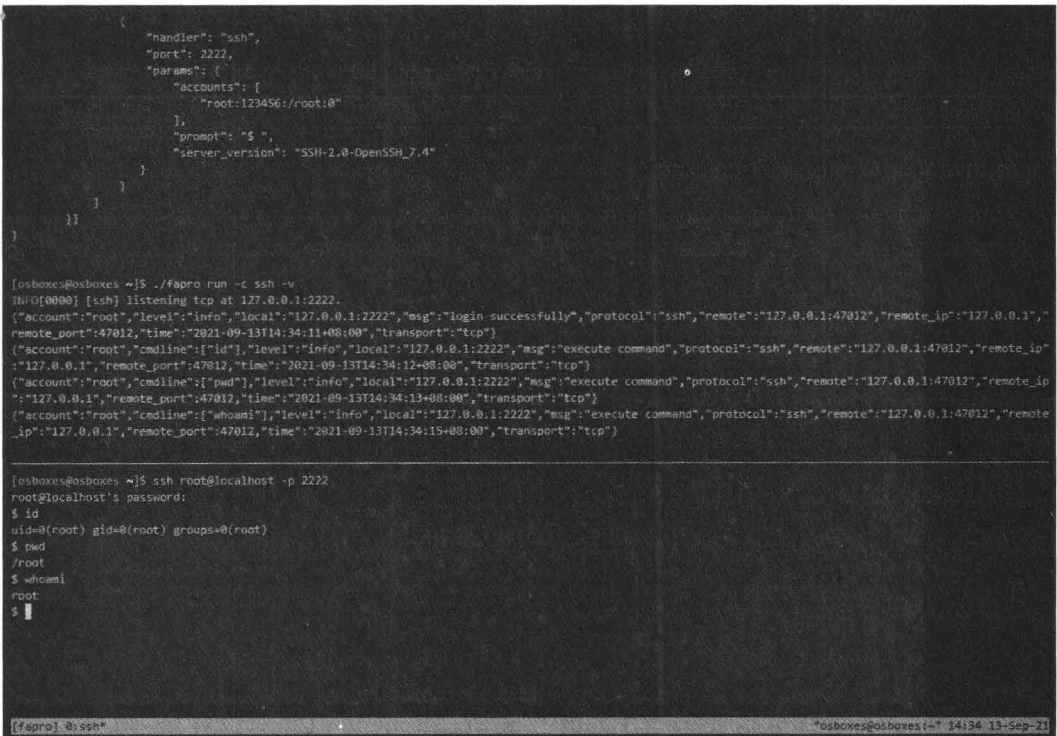 {
"handler": "ssh",
"port": 2222,
"params": {
"accounts": [
"root:123456:/root:0"
],
"prompt": "$ ",
"server_version": "SSH-2.0-OpenSSH_7.4"
}
}
]
}]
}
[osboxes@osboxes ~]$ ./fapro run -c ssh -v
INFO[0000] [ssh] listening tcp at 127.0.0.1:2222.
{"account":"root","level":"info","local":"127.0.0.1:2222","msg":"login successfully","protocol":"ssh","remote":"127.0.0.1:47012","remote_ip":"127.0.0.1","
remote_port":47012,"time":"2021-09-13T14:34:11+08:00","transport":"tcp"}
{"account":"root","cmdline":["id"],"level":"info","local":"127.0.0.1:2222","msg":"execute command","protocol":"ssh","remote":"127.0.0.1:47012","remote_ip"
:"127.0.0.1","remote_port":47012,"time":"2021-09-13T14:34:12+08:00","transport":"tcp"}
{"account":"root","cmdline":["pwd"],"level":"info","local":"127.0.0.1:2222","msg":"execute command","protocol":"ssh","remote":"127.0.0.1:47012","remote_ip
":"127.0.0.1","remote_port":47012,"time":"2021-09-13T14:34:13+08:00","transport":"tcp"}
{"account":"root","cmdline":["whoami"],"level":"info","local":"127.0.0.1:2222","msg":"execute command","protocol":"ssh","remote":"127.0.0.1:47012","remote
_ip":"127.0.0.1","remote_port":47012,"time":"2021-09-13T14:34:15+08:00","transport":"tcp"}
[osboxes@osboxes ~]$ ssh root@localhost -p 2222
root@localhost's password:
$ id
uid=0(root) gid=0(root) groups=0(root)
$ pwd
/root
$ whoami
root
$
[fapro] 0:ssh* "osboxes@osboxes:~" 14:34 13-Sep-21